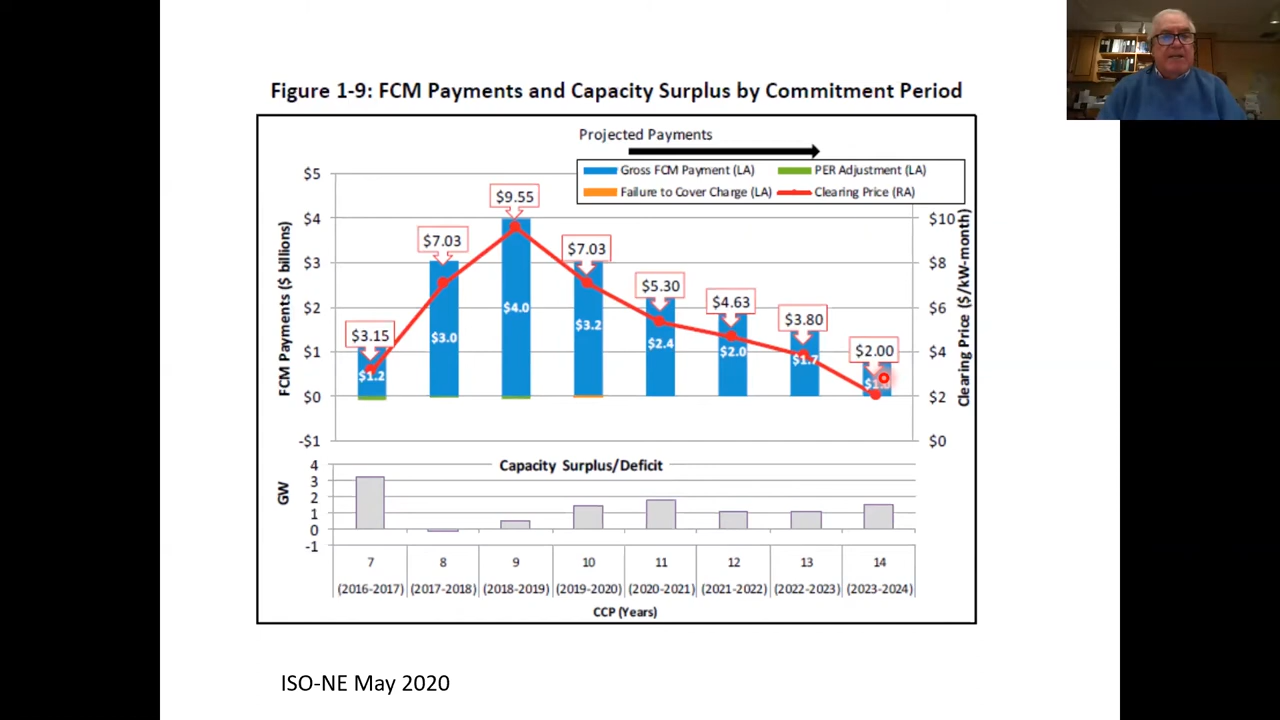 Figure 1-9: FCM Payments and Capacity Surplus by Commitment Period
Projected Payments
Gross FCM Payment (LA)
PER Adjustment (LA)
Failure to Cover Charge (LA)
Clearing Price (RA)
FCM Payments ($ billions)
$5
$4
$3
$2
$1
$0
-$1
$3.15
$7.03
$9.55
$7.03
$5.30
$4.63
$3.80
$2.00
$1.2
$3.0
$4.0
$3.2
$2.4
$2.0
$1.7
Clearing Price ($/kW-month)
$10
$8
$6
$4
$2
$0
Capacity Surplus/Deficit
GW
4
3
2
1
0
-1
7 8 9 10 11 12 13 14
(2016-2017) (2017-2018) (2018-2019) (2019-2020) (2020-2021) (2021-2022) (2022-2023) (2023-2024)
CCP (Years)
ISO-NE May 2020